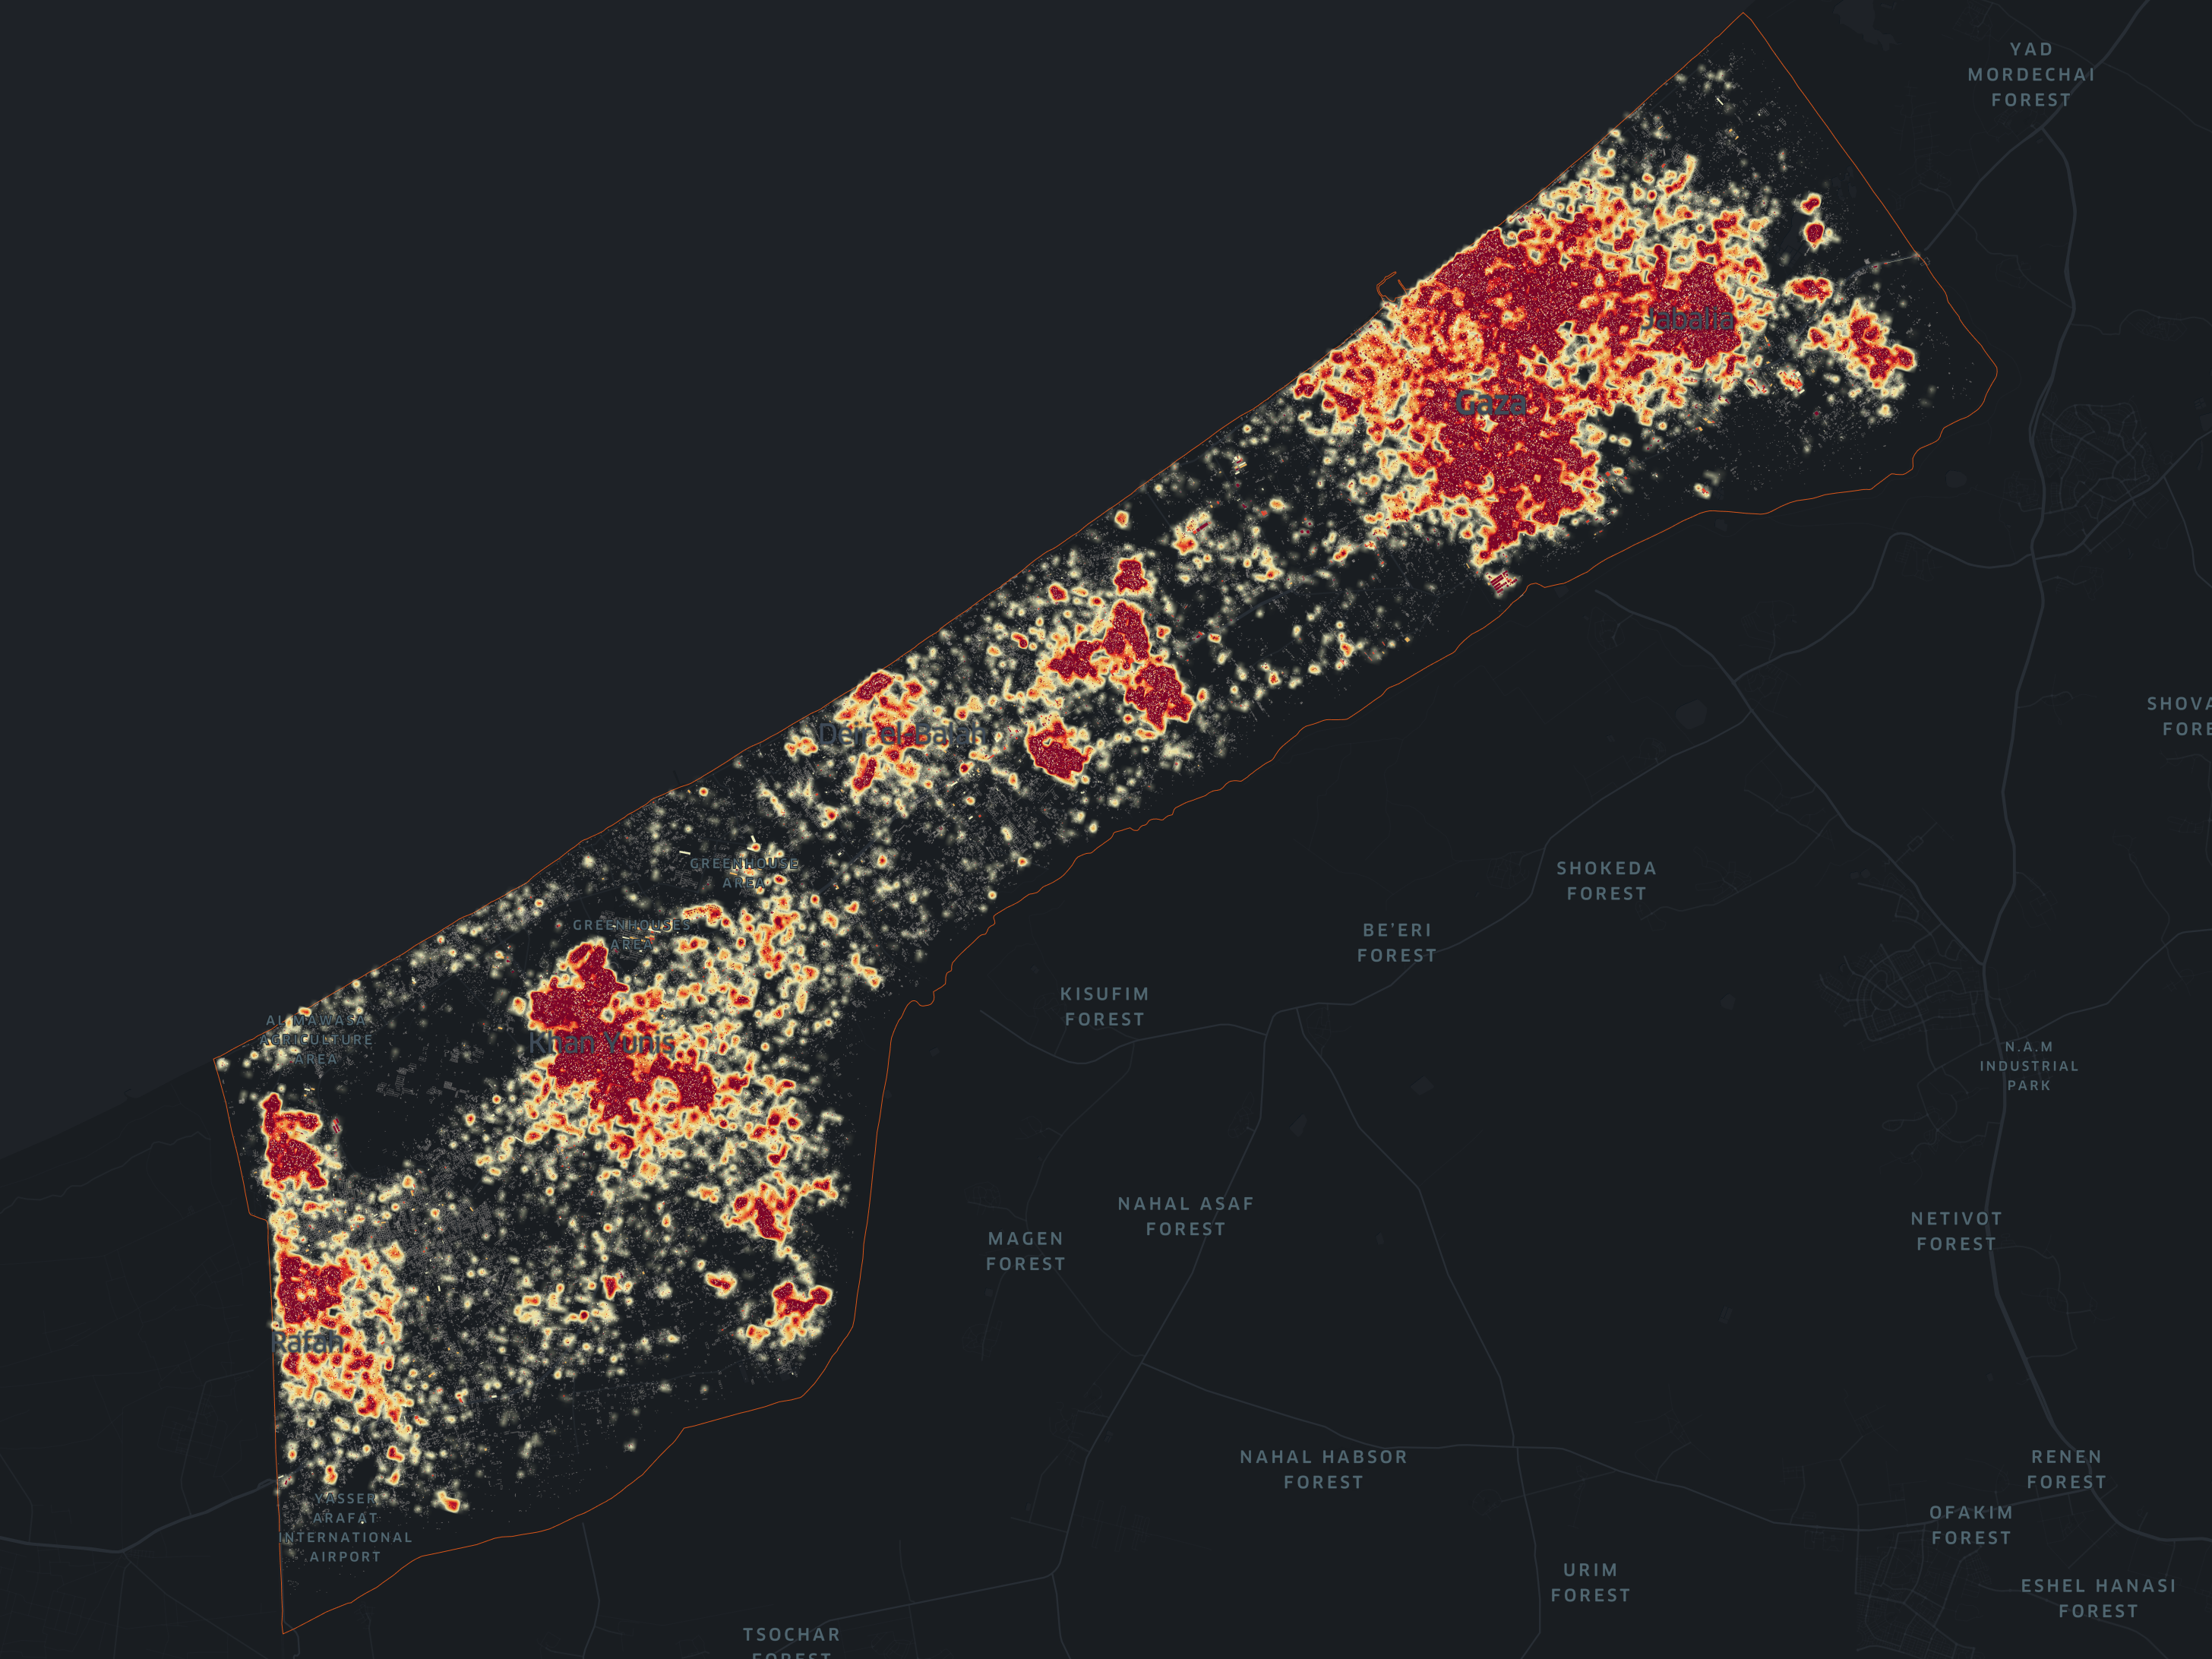 YAD
MORDECHAI
FOREST
Jabalia
Gaza
SHOVA
FORE
Deir el-Balah
GREENHOUSE
AREA
SHOKEDA
FOREST
GREENHOUSES
AREA
BE'ERI
FOREST
KISUFIM
FOREST
AL MAWASA
AGRICULTURE
AREA
Khan Yunis
N.A.M
INDUSTRIAL
PARK
NAHAL ASAF
FOREST
NETIVOT
FOREST
MAGEN
FOREST
Rafah
NAHAL HABSOR
FOREST
RENEN
FOREST
YASSER
ARAFAT
INTERNATIONAL
AIRPORT
OFAKIM
FOREST
URIM
FOREST
ESHEL HANASI
FOREST
TSOCHAR
FOREST